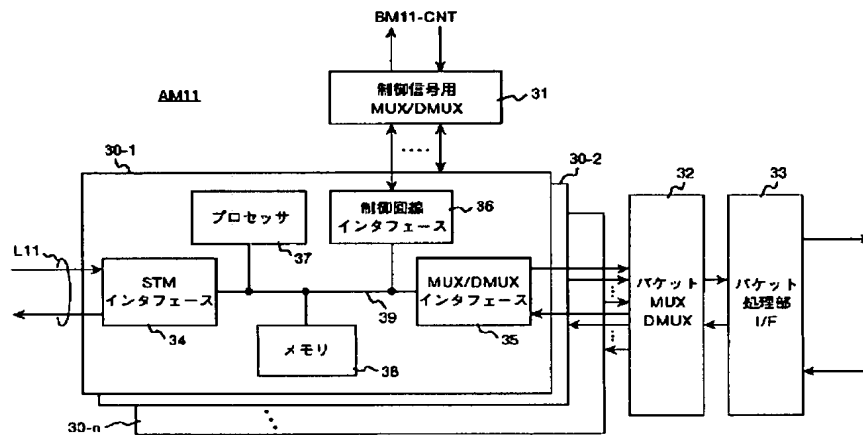 BM11-CNT
AM11
制御信号用
MUX/DMUX
31
30-1
30-2
プロセッサ
37
制御回線
インタフェース
36
L11
STM
インタフェース
34
39
MUX/DMUX
インタフェース
35
メモリ
38
30-n
32
パケット
MUX
DMUX
33
パケット
処理部
I/F